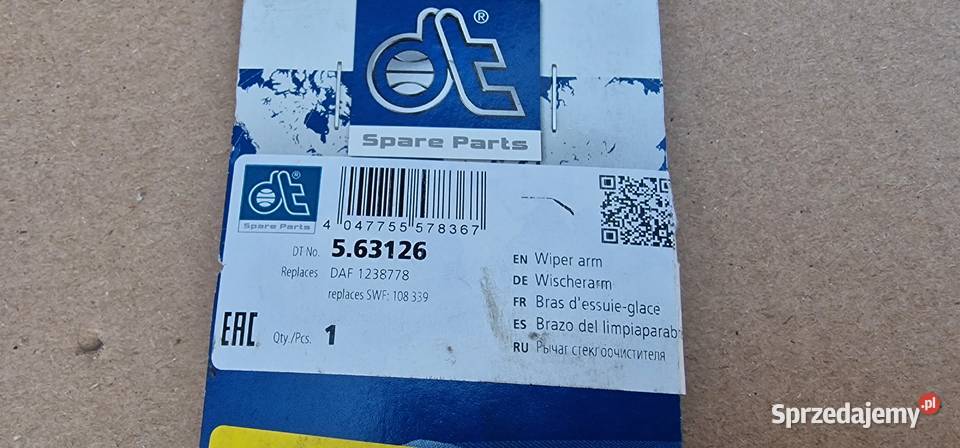 dt®
Spare Parts
dt®
Spare Parts
4 047755 578367
DT No. 5.63126
Replaces DAF 1238778
replaces SWF: 108 339
EAC Qty./Pcs. 1
EN Wiper arm
DE Wischerarm
FR Bras d'essuie-glace
ES Brazo del limpiaparab
RU Рычаг стеклоочистителя
Sprzedajemy.pl